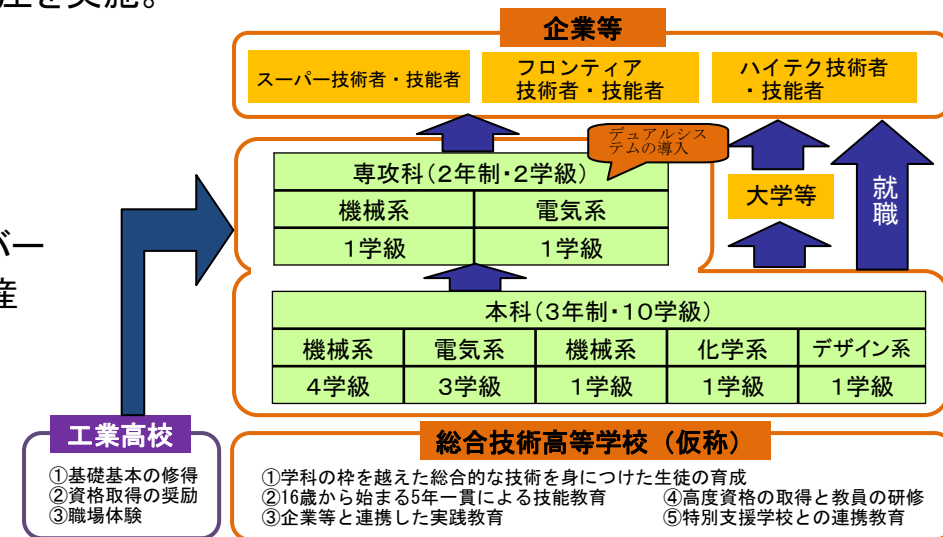 を実施。
企業等
スーパー技術者・技能者
フロンティア
技術者・技能者
ハイテク技術者
・技能者
デュアルシス
テムの導入
専攻科(2年制・2学級)
機械系 電気系
1学級 1学級
大学等
就職
バー
産
本科(3年制・10学級)
機械系 電気系 機械系 化学系 デザイン系
4学級 3学級 1学級 1学級 1学級
工業高校
①基礎基本の修得
②資格取得の奨励
③職場体験
総合技術高等学校(仮称)
①学科の枠を越えた総合的な技術を身につけた生徒の育成
②16歳から始まる5年一貫による技能教育 ④高度資格の取得と教員の研修
③企業等と連携した実践教育 ⑤特別支援学校との連携教育